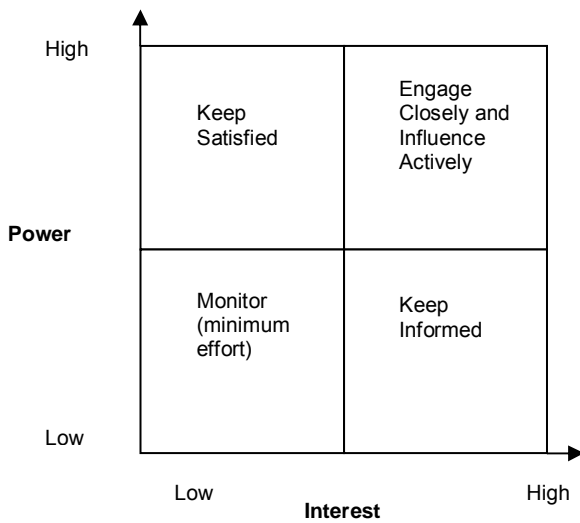 High
Keep
Satisfied
Engage
Closely and
Influence
Actively
Power
Monitor
(minimum
effort)
Keep
Informed
Low
Low
High
Interest